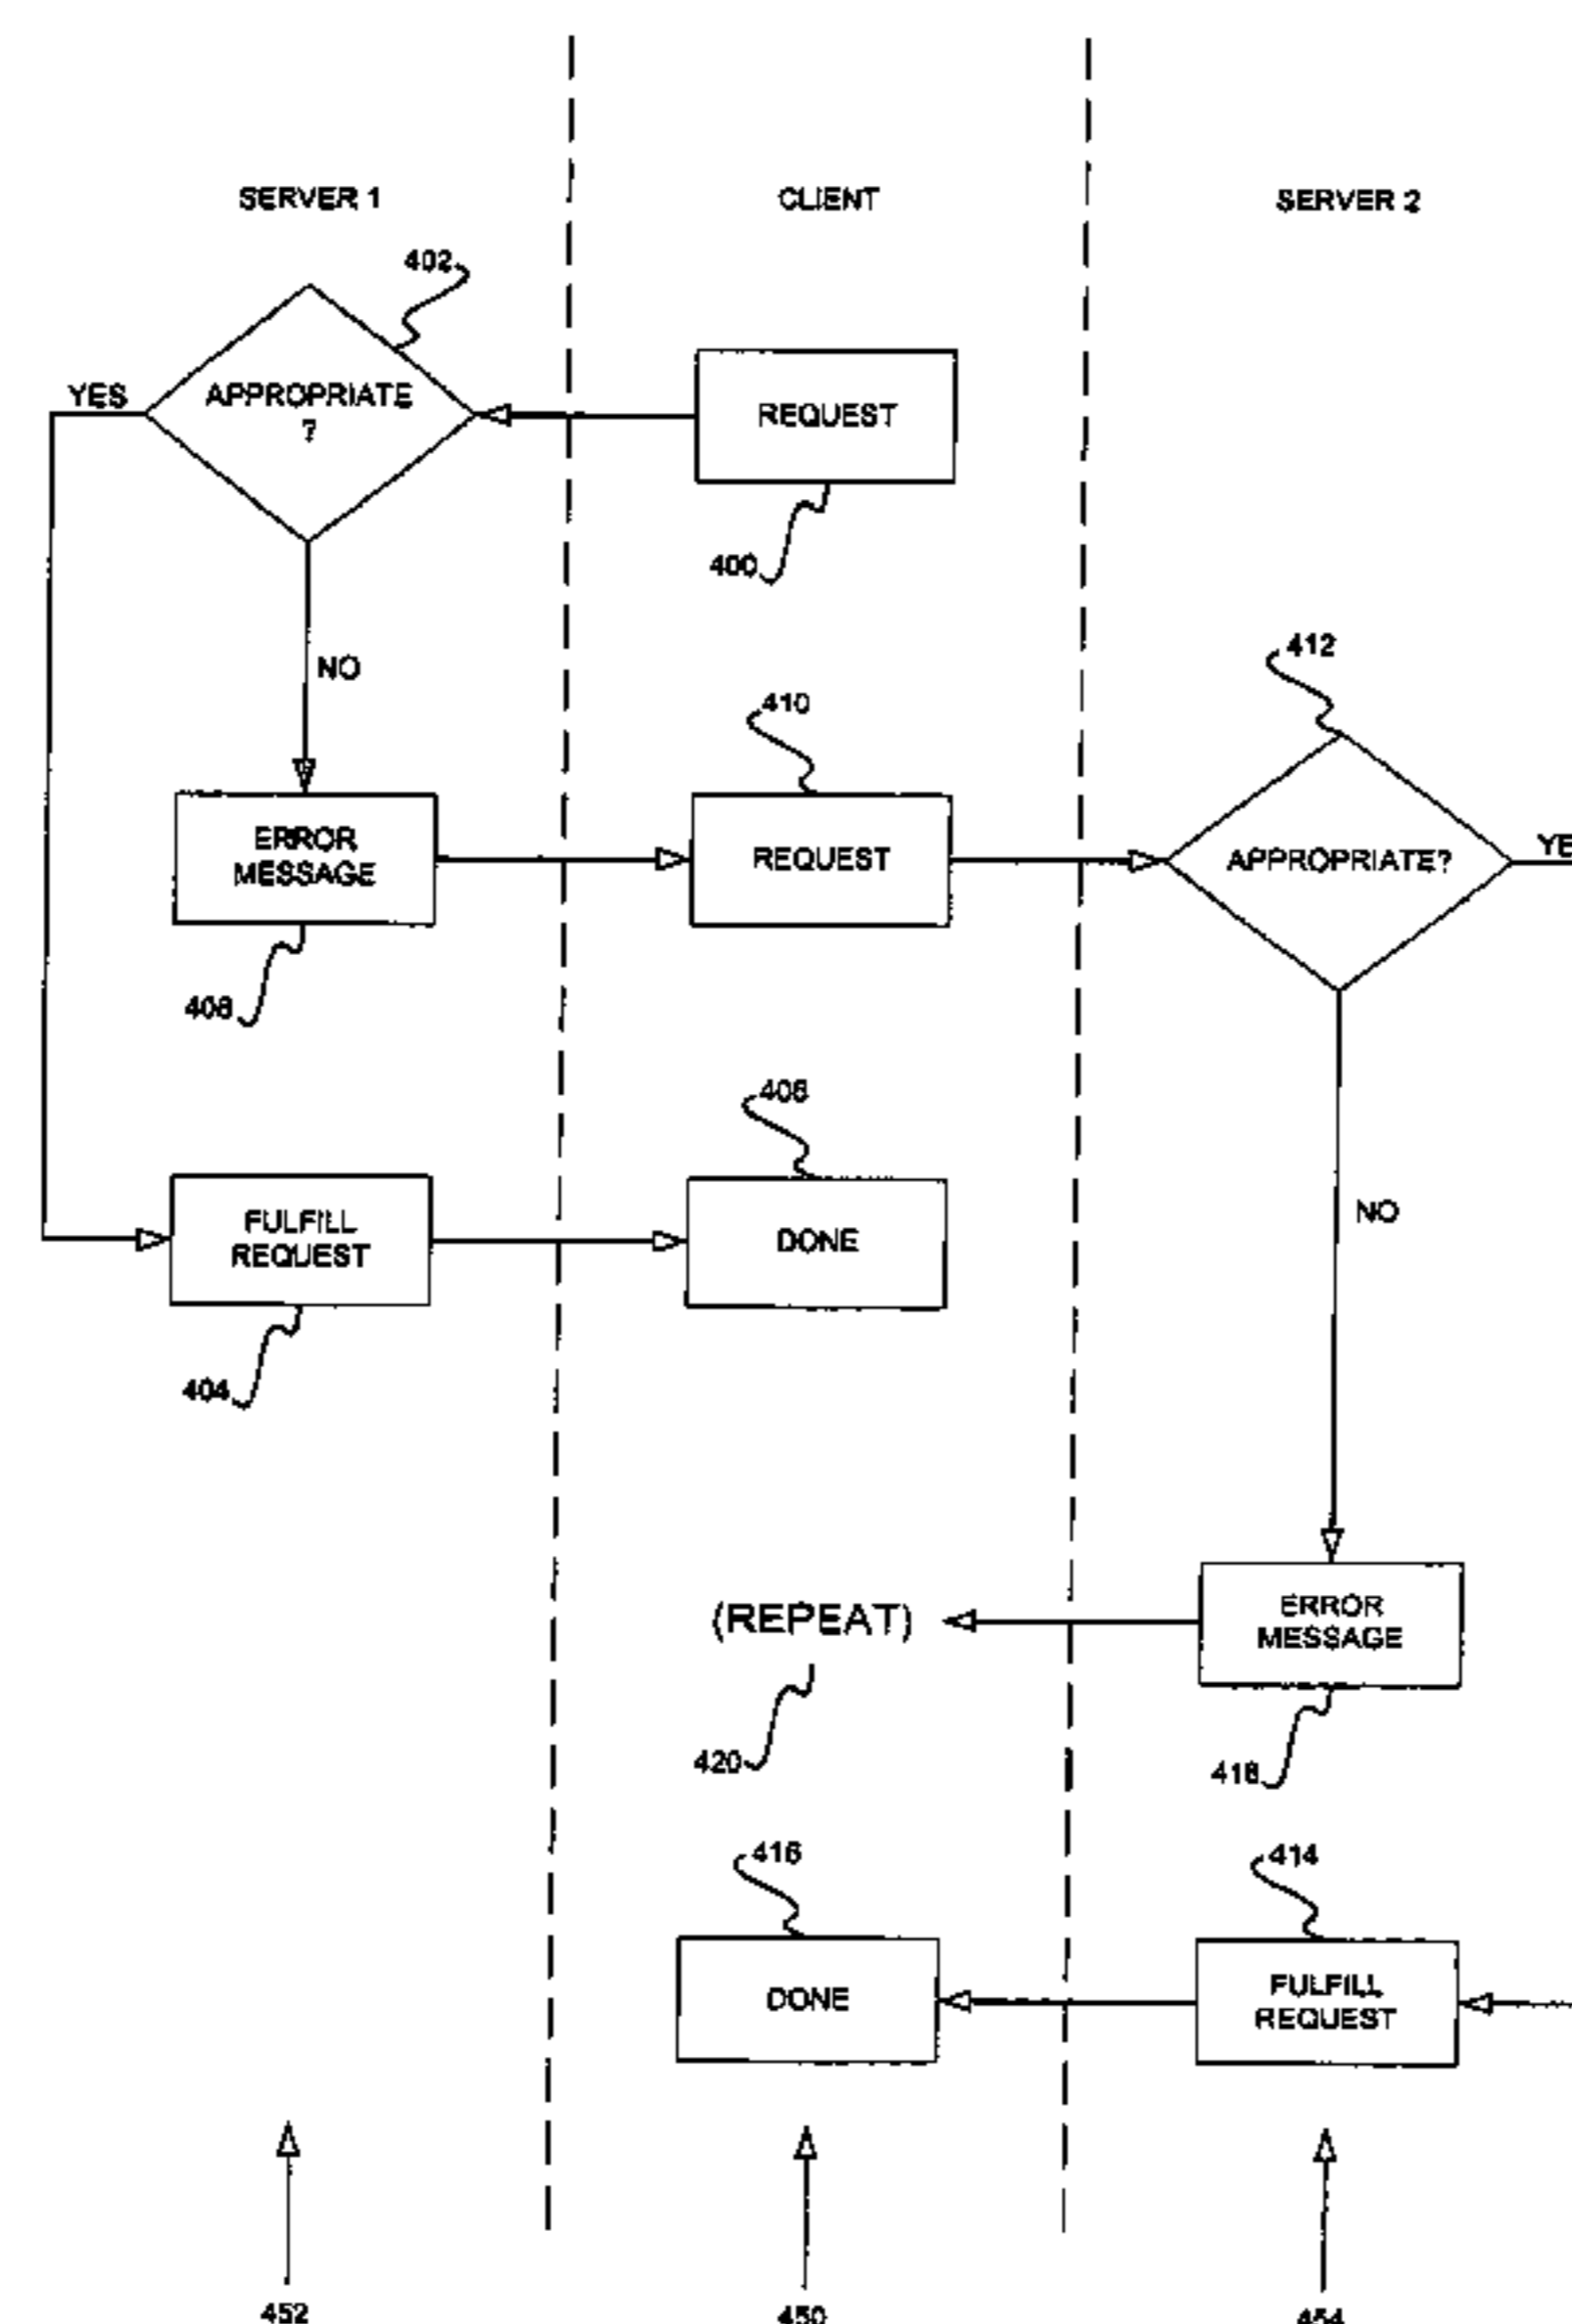 SERVER 1
CLIENT
SERVER 2
402
YES
APPROPRIATE
?
REQUEST
400
NO
412
410
ERROR
MESSAGE
REQUEST
APPROPRIATE?
YE
408
406
NO
FULFILL
REQUEST
DONE
404
(REPEAT)
ERROR
MESSAGE
420
418
416
414
DONE
FULFILL
REQUEST
452
450
454